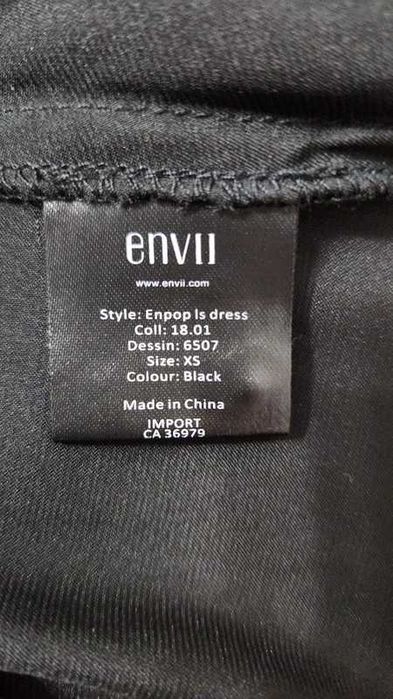 envii
www.envii.com
Style: Enpop ls dress
Coll: 18.01
Dessin: 6507
Size: XS
Colour: Black
Made in China
IMPORT
CA 36979